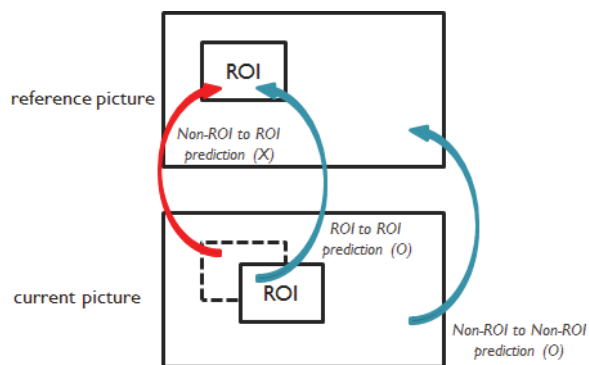 ROI
reference picture
Non-ROI to ROI
prediction (X)
ROI to ROI
prediction (O)
ROI
current picture
Non-ROI to Non-ROI
prediction (O)